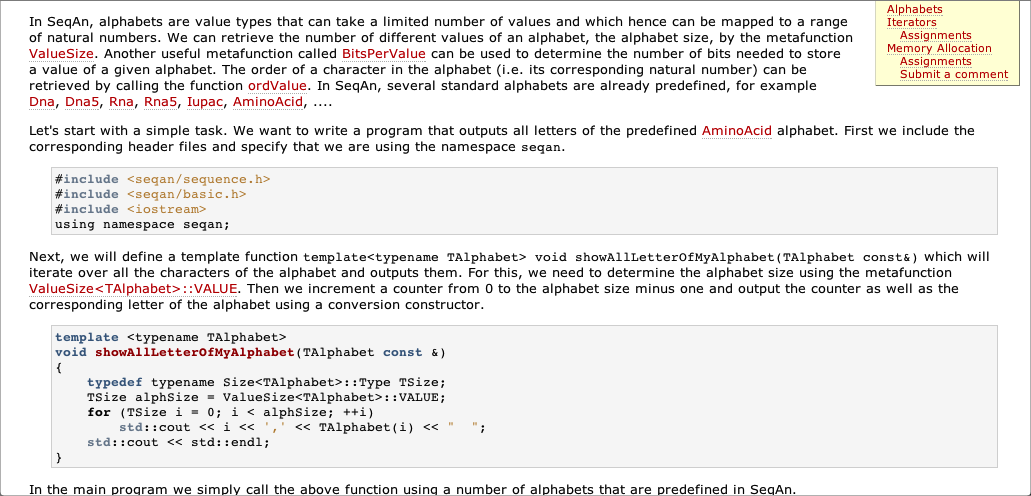 In SeqAn, alphabets are value types that can take a limited number of values and which hence can be mapped to a range
of natural numbers. We can retrieve the number of different values of an alphabet, the alphabet size, by the metafunction
ValueSize. Another useful metafunction called BitsPerValue can be used to determine the number of bits needed to store
a value of a given alphabet. The order of a character in the alphabet (i.e. its corresponding natural number) can be
retrieved by calling the function ordValue. In SeqAn, several standard alphabets are already predefined, for example
Dna, Dna5, Rna, Rna5, Iupac, AminoAcid, ....
Alphabets
Iterators
Assignments
Memory Allocation
Assignments
Submit a comment
Let's start with a simple task. We want to write a program that outputs all letters of the predefined AminoAcid alphabet. First we include the
corresponding header files and specify that we are using the namespace seqan.
#include <seqan/sequence.h>
#include <seqan/basic.h>
#include <iostream>
using namespace seqan;
Next, we will define a template function template<typename TAlphabet> void showAllLetterOfMyAlphabet(TAlphabet const&) which will
iterate over all the characters of the alphabet and outputs them. For this, we need to determine the alphabet size using the metafunction
ValueSize<TAlphabet>::VALUE. Then we increment a counter from 0 to the alphabet size minus one and output the counter as well as the
corresponding letter of the alphabet using a conversion constructor.
template <typename TAlphabet>
void showAllLetterOfMyAlphabet(TAlphabet const &)
{
    typedef typename Size<TAlphabet>::Type TSize;
    TSize alphSize = ValueSize<TAlphabet>::VALUE;
    for (TSize i = 0; i < alphSize; ++i)
        std::cout << i << ',' << TAlphabet(i) << "  ";
    std::cout << std::endl;
}
In the main program we simply call the above function using a number of alphabets that are predefined in SeqAn.